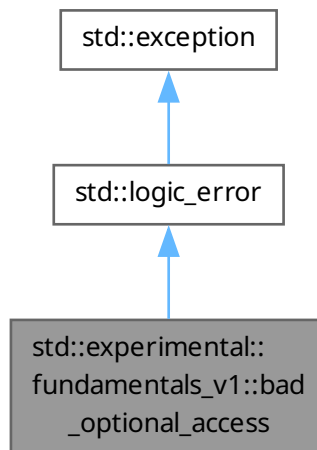 std::exception
std::logic_error
std::experimental::
fundamentals_v1::bad
_optional_access